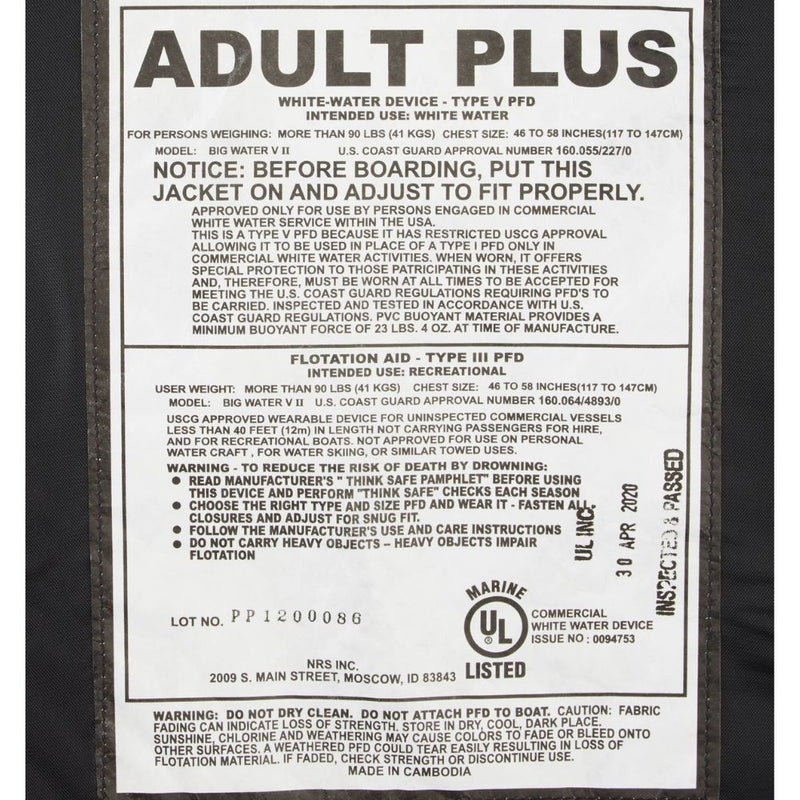 ADULT PLUS
WHITE-WATER DEVICE - TYPE V PFD
INTENDED USE: WHITE WATER
FOR PERSONS WEIGHING: MORE THAN 90 LBS (41 KGS) CHEST SIZE: 46 TO 58 INCHES(117 TO 147CM)
MODEL: BIG WATER V II U.S. COAST GUARD APPROVAL NUMBER 160.055/227/0
NOTICE: BEFORE BOARDING, PUT THIS
JACKET ON AND ADJUST TO FIT PROPERLY.
APPROVED ONLY FOR USE BY PERSONS ENGAGED IN COMMERCIAL
WHITE WATER SERVICE WITHIN THE USA.
THIS IS A TYPE V PFD BECAUSE IT HAS RESTRICTED USCG APPROVAL
ALLOWING IT TO BE USED IN PLACE OF A TYPE I PFD ONLY IN
COMMERCIAL WHITE WATER ACTIVITIES. WHEN WORN, IT OFFERS
SPECIAL PROTECTION TO THOSE PATRICIPATING IN THESE ACTIVITIES
AND, THEREFORE, MUST BE WORN AT ALL TIMES TO BE ACCEPTED FOR
MEETING THE U.S. COAST GUARD REGULATIONS REQUIRING PFD'S TO
BE CARRIED. INSPECTED AND TESTED IN ACCORDANCE WITH U.S.
COAST GUARD REGULATIONS. PVC BUOYANT MATERIAL PROVIDES A
MINIMUM BUOYANT FORCE OF 23 LBS. 4 OZ. AT TIME OF MANUFACTURE.
FLOTATION AID - TYPE III PFD
INTENDED USE: RECREATIONAL
USER WEIGHT: MORE THAN 90 LBS (41 KGS) CHEST SIZE: 46 TO 58 INCHES(117 TO 147CM)
MODEL: BIG WATER V II U.S. COAST GUARD APPROVAL NUMBER 160.064/4893/0
USCG APPROVED WEARABLE DEVICE FOR UNINSPECTED COMMERCIAL VESSELS
LESS THAN 40 FEET (12m) IN LENGTH NOT CARRYING PASSENGERS FOR HIRE,
AND FOR RECREATIONAL BOATS. NOT APPROVED FOR USE ON PERSONAL
WATER CRAFT , FOR WATER SKIING, OR SIMILAR TOWED USES.
WARNING - TO REDUCE THE RISK OF DEATH BY DROWNING:
● READ MANUFACTURER'S " THINK SAFE PAMPHLET" BEFORE USING
THIS DEVICE AND PERFORM "THINK SAFE" CHECKS EACH SEASON
● CHOOSE THE RIGHT TYPE AND SIZE PFD AND WEAR IT - FASTEN ALL
CLOSURES AND ADJUST FOR SNUG FIT.
● FOLLOW THE MANUFACTURER'S USE AND CARE INSTRUCTIONS
● DO NOT CARRY HEAVY OBJECTS – HEAVY OBJECTS IMPAIR
FLOTATION
UL INC
30 APR 2020
INSPECTED & PASSED
LOT NO. PP1200086
MARINE
UL
®
LISTED
COMMERCIAL
WHITE WATER DEVICE
ISSUE NO : 0094753
NRS INC.
2009 S. MAIN STREET, MOSCOW, ID 83843
WARNING: DO NOT DRY CLEAN. DO NOT ATTACH PFD TO BOAT. CAUTION: FABRIC
FADING CAN INDICATE LOSS OF STRENGTH. STORE IN DRY, COOL, DARK PLACE.
SUNSHINE, CHLORINE AND WEATHERING MAY CAUSE COLORS TO FADE OR BLEED ONTO
OTHER SURFACES. A WEATHERED PFD COULD TEAR EASILY RESULTING IN LOSS OF
FLOTATION MATERIAL. IF FADED, CHECK STRENGTH OR DISCONTINUE USE.
MADE IN CAMBODIA